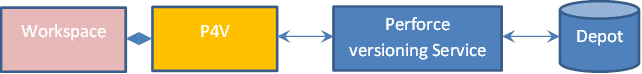 Workspace
P4V
Perforce
versioning Service
Depot